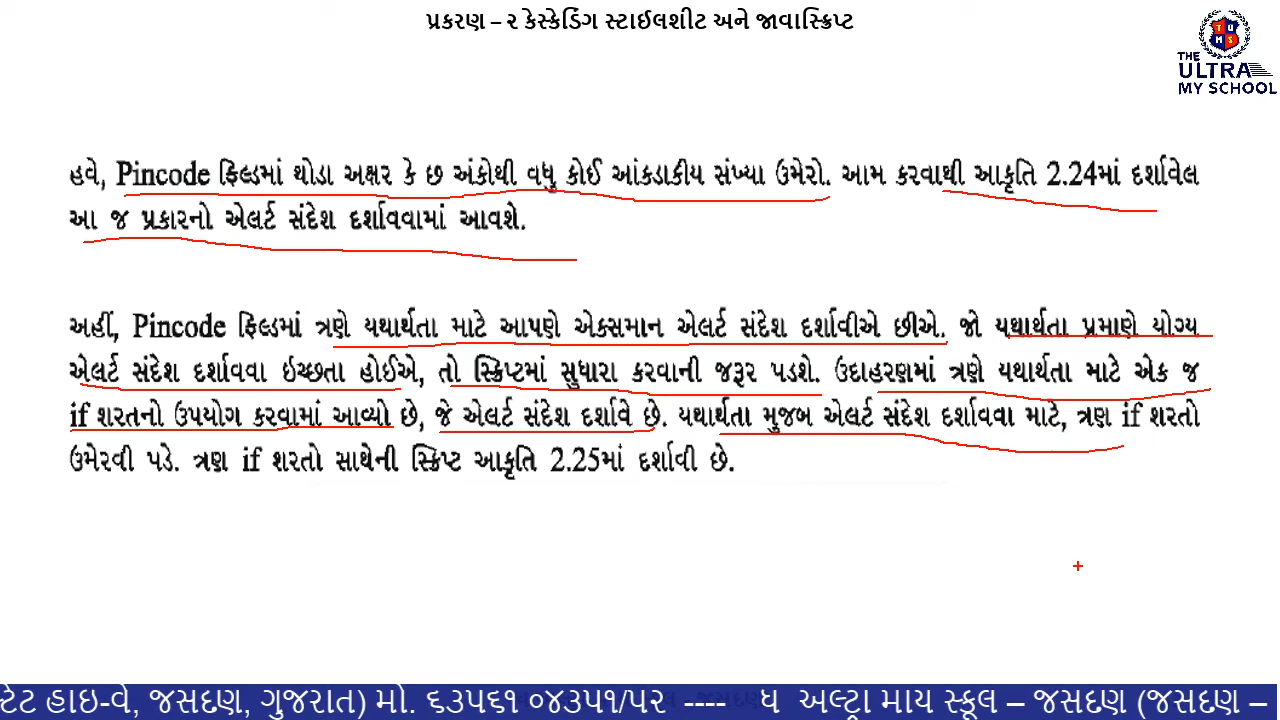 પ્રકરણ – ૨ કેસ્કેડિંગ સ્ટાઈલશીટ અને જાવાસ્ક્રિપ્ટ
TUMS
THE
ULTRA
MY SCHOOL
હવે, Pincode ફિલ્ડમાં થોડા અક્ષર કે છ અંકોથી વધુ કોઈ આંકડાકીય સંખ્યા ઉમેરો. આમ કરવાથી આકૃતિ 2.24માં દર્શાવેલ
આ જ પ્રકારનો એલર્ટ સંદેશ દર્શાવવામાં આવશે.
અહીં, Pincode ફિલ્ડમાં ત્રણે યથાર્થતા માટે આપણે એકસમાન એલર્ટ સંદેશ દર્શાવીએ છીએ. જો યથાર્થતા પ્રમાણે યોગ્ય
એલર્ટ સંદેશ દર્શાવવા ઇચ્છતા હોઈએ, તો સ્ક્રિપ્ટમાં સુધારા કરવાની જરૂર પડશે. ઉદાહરણમાં ત્રણે યથાર્થતા માટે એક જ
if શરતનો ઉપયોગ કરવામાં આવ્યો છે, જે એલર્ટ સંદેશ દર્શાવે છે. યથાર્થતા મુજબ એલર્ટ સંદેશ દર્શાવવા માટે, ત્રણ if શરતો
ઉમેરવી પડે. ત્રણ if શરતો સાથેની સ્ક્રિપ્ટ આકૃતિ 2.25માં દર્શાવી છે.
સ્ટેટ હાઇ-વે, જસદણ, ગુજરાત) મો. ૬૩૫૬૧ ૦૪૩૫૧/૫૨ ---- ધ અલ્ટ્રા માય સ્કૂલ – જસદણ (જસદણ –